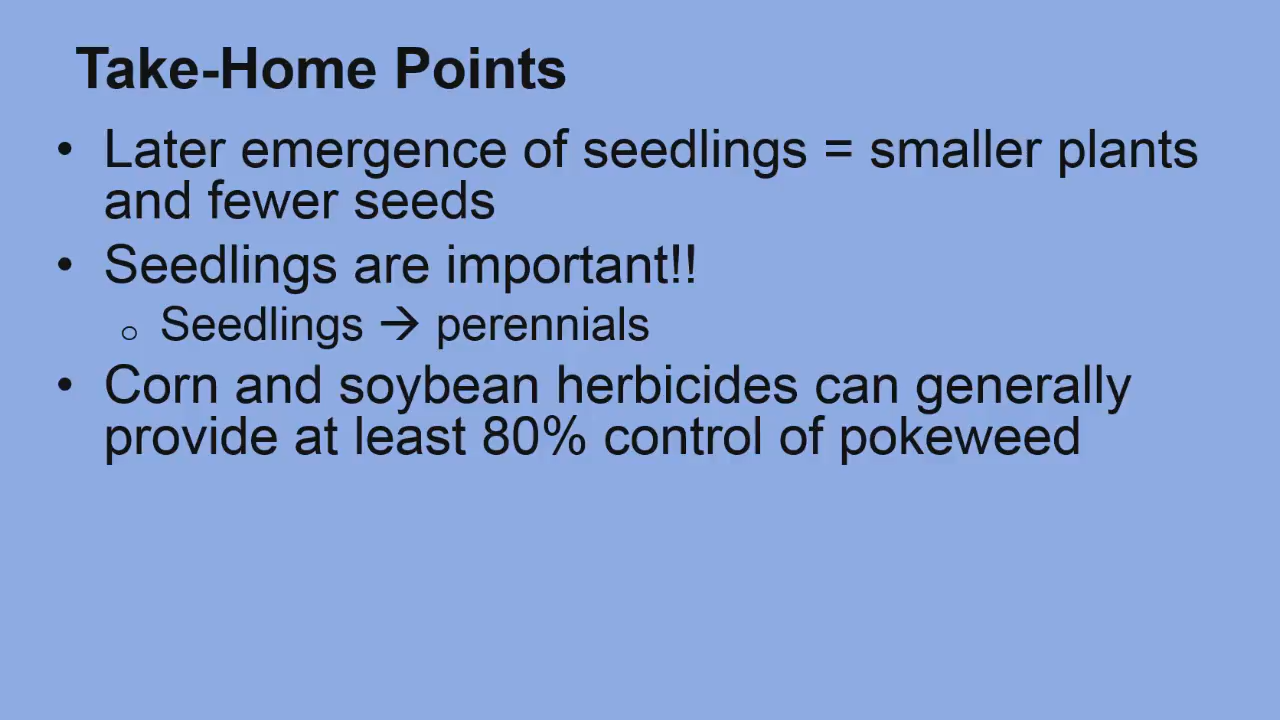 Take-Home Points
• Later emergence of seedlings = smaller plants
and fewer seeds
• Seedlings are important!!
o Seedlings → perennials
• Corn and soybean herbicides can generally
provide at least 80% control of pokeweed